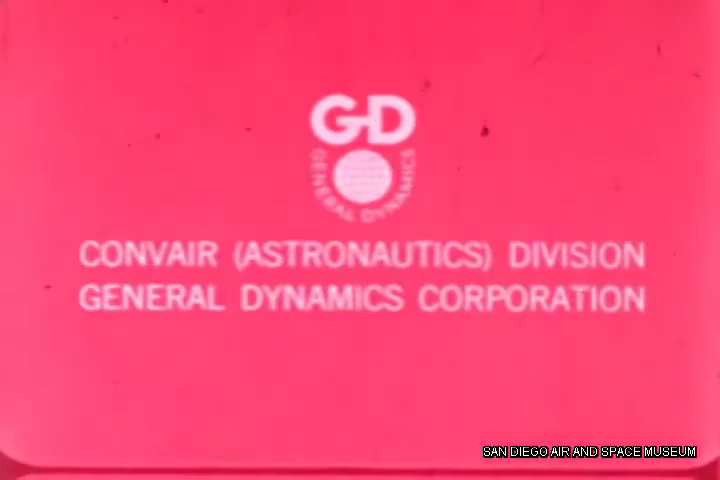 GD
GENERAL DYNAMICS
CONVAIR (ASTRONAUTICS) DIVISION
GENERAL DYNAMICS CORPORATION
SAN DIEGO AIR AND SPACE MUSEUM